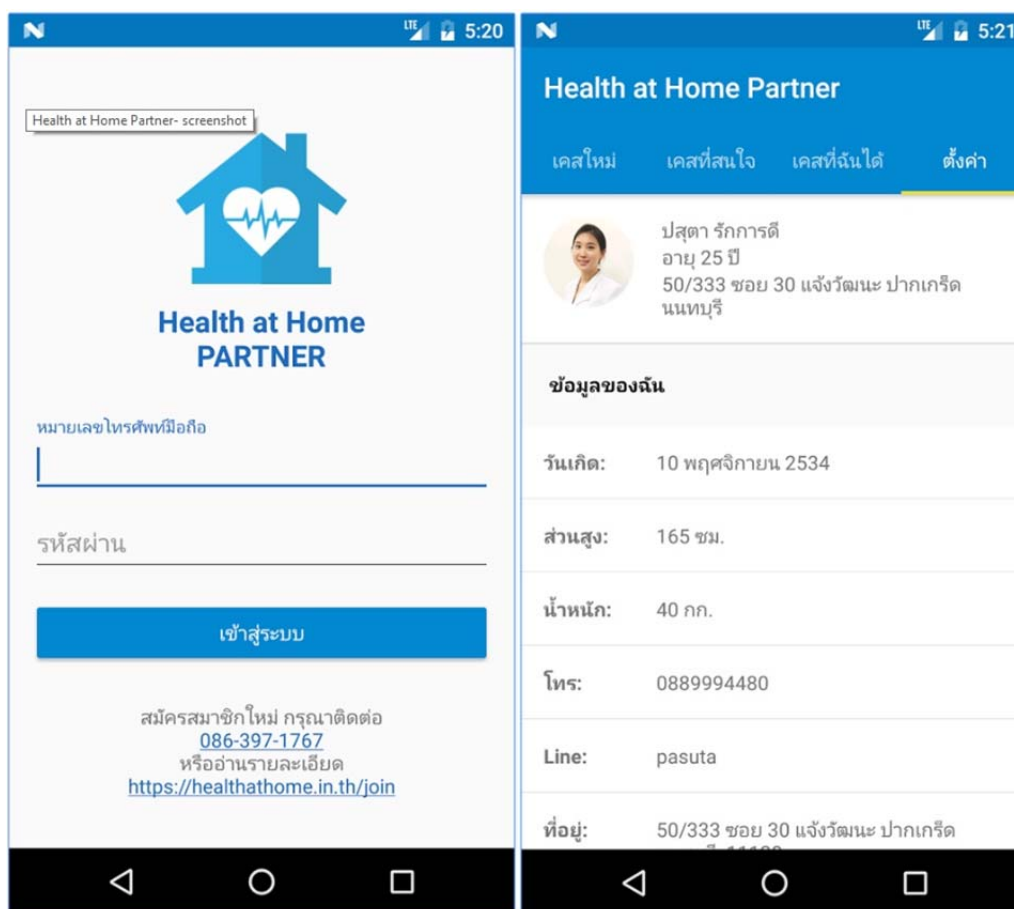 LTE 5:20
Health at Home Partner- screenshot
Health at Home
PARTNER
หมายเลขโทรศัพท์มือถือ
รหัสผ่าน
เข้าสู่ระบบ
สมัครสมาชิกใหม่ กรุณาติดต่อ
086-397-1767
หรืออ่านรายละเอียด
https://healthathome.in.th/join
LTE 5:21
Health at Home Partner
เคสใหม่ เคสที่สนใจ เคสที่ฉันได้ ตั้งค่า
ปสุตา รักการดี
อายุ 25 ปี
50/333 ซอย 30 แจ้งวัฒนะ ปากเกร็ด
นนทบุรี
ข้อมูลของฉัน
วันเกิด: 10 พฤศจิกายน 2534
ส่วนสูง: 165 ซม.
น้ำหนัก: 40 กก.
โทร: 0889994480
Line: pasuta
ที่อยู่: 50/333 ซอย 30 แจ้งวัฒนะ ปากเกร็ด